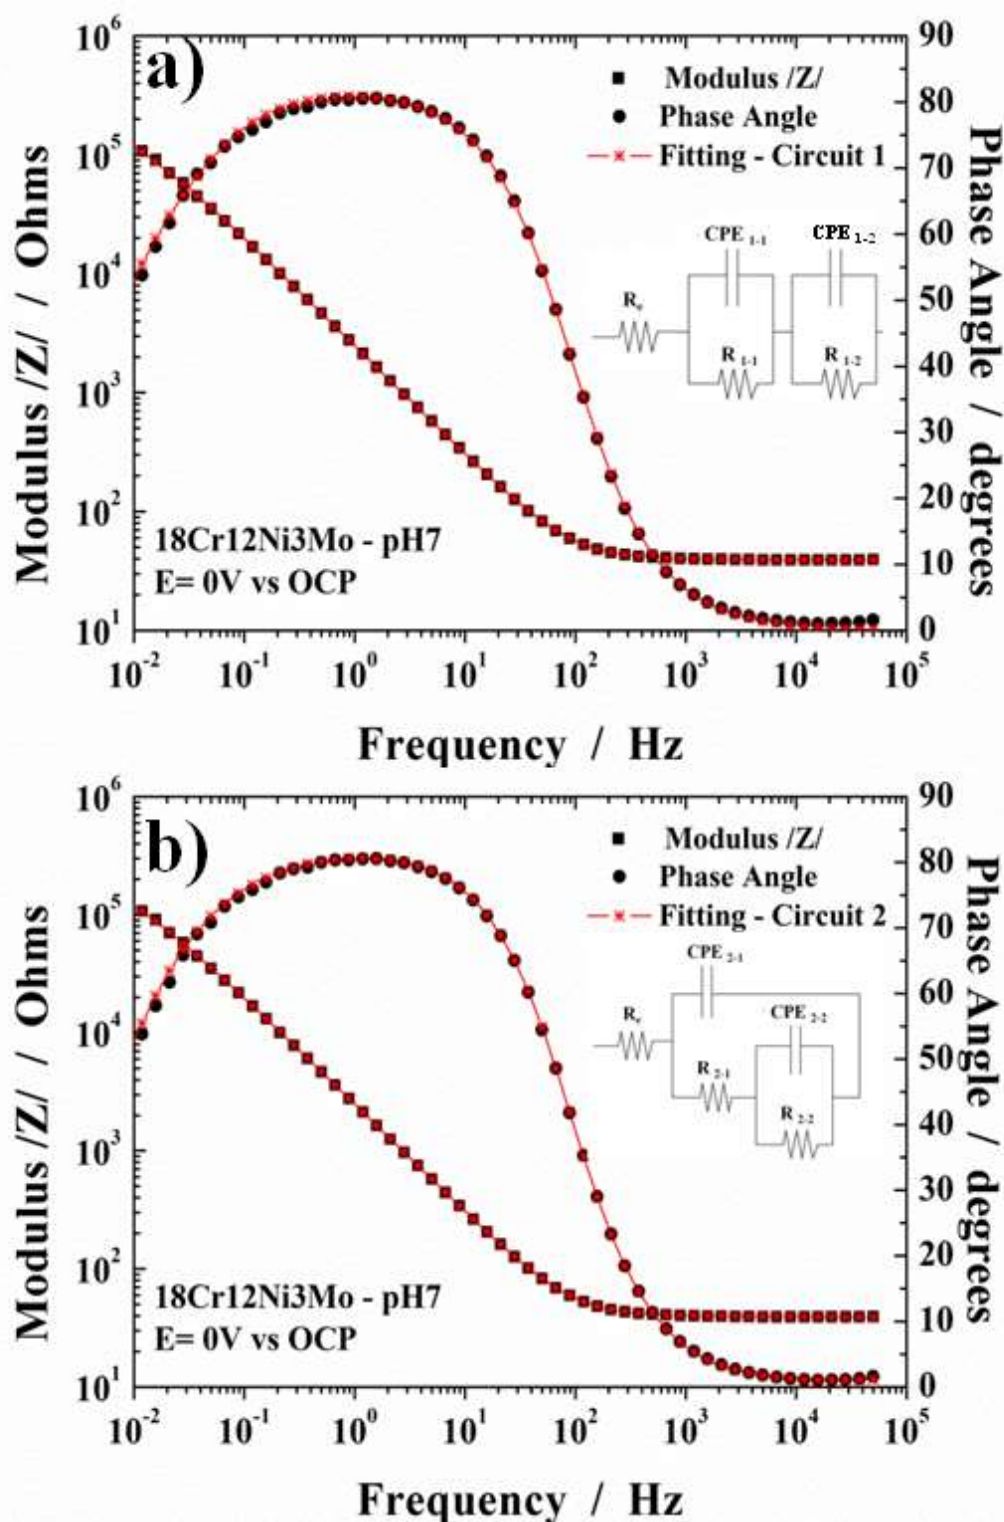 a)
Modulus /Z/
Phase Angle
Fitting - Circuit 1
CPE 1-1
CPE 1-2
Re
R 1-1
R 1-2
18Cr12Ni3Mo - pH7
E= 0V vs OCP
Modulus /Z/ / Ohms
10^6
10^5
10^4
10^3
10^2
10^1
Phase Angle / degrees
90
80
70
60
50
40
30
20
10
0
10^-2 10^-1 10^0 10^1 10^2 10^3 10^4 10^5
Frequency / Hz
b)
Modulus /Z/
Phase Angle
Fitting - Circuit 2
CPE 2-1
CPE 2-2
Re
R 2-1
R 2-2
18Cr12Ni3Mo - pH7
E= 0V vs OCP
Modulus /Z/ / Ohms
10^6
10^5
10^4
10^3
10^2
10^1
Phase Angle / degrees
90
80
70
60
50
40
30
20
10
0
10^-2 10^-1 10^0 10^1 10^2 10^3 10^4 10^5
Frequency / Hz